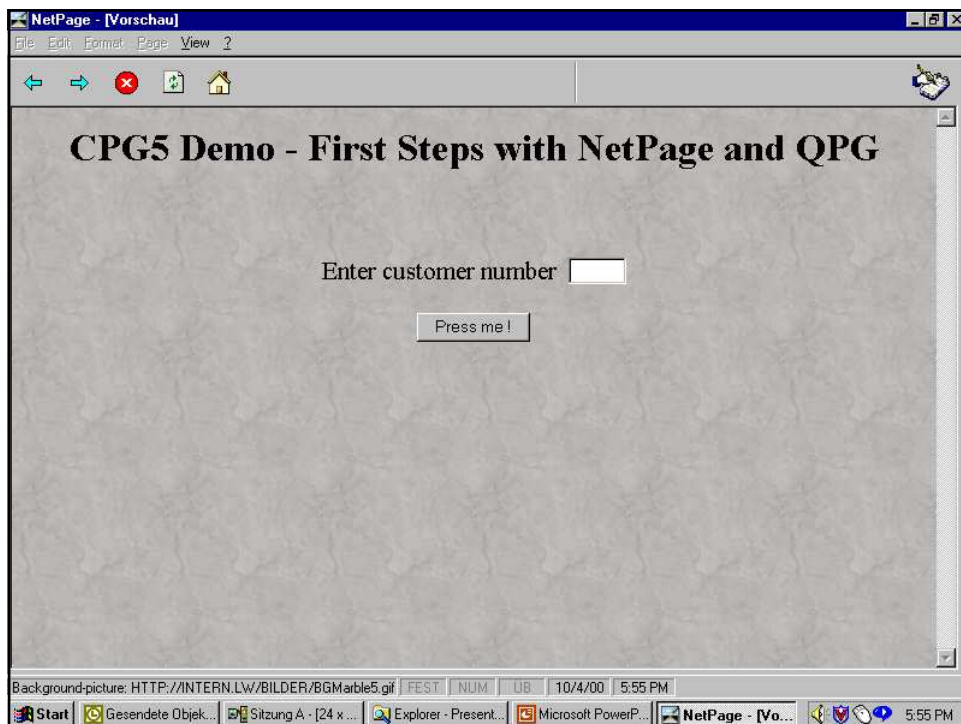 NetPage - [Vorschau]
File Edit Format Page View ?
CPG5 Demo - First Steps with NetPage and QPG
Enter customer number
Press me !
Background-picture: HTTP://INTERN.LW/BILDER/BGMarble5.gif FEST NUM ÜB 10/4/00 5:55 PM
Start Gesendete Objek... Sitzung A - [24 x ... Explorer - Present... Microsoft PowerP... NetPage - [Vo... 5:55 PM